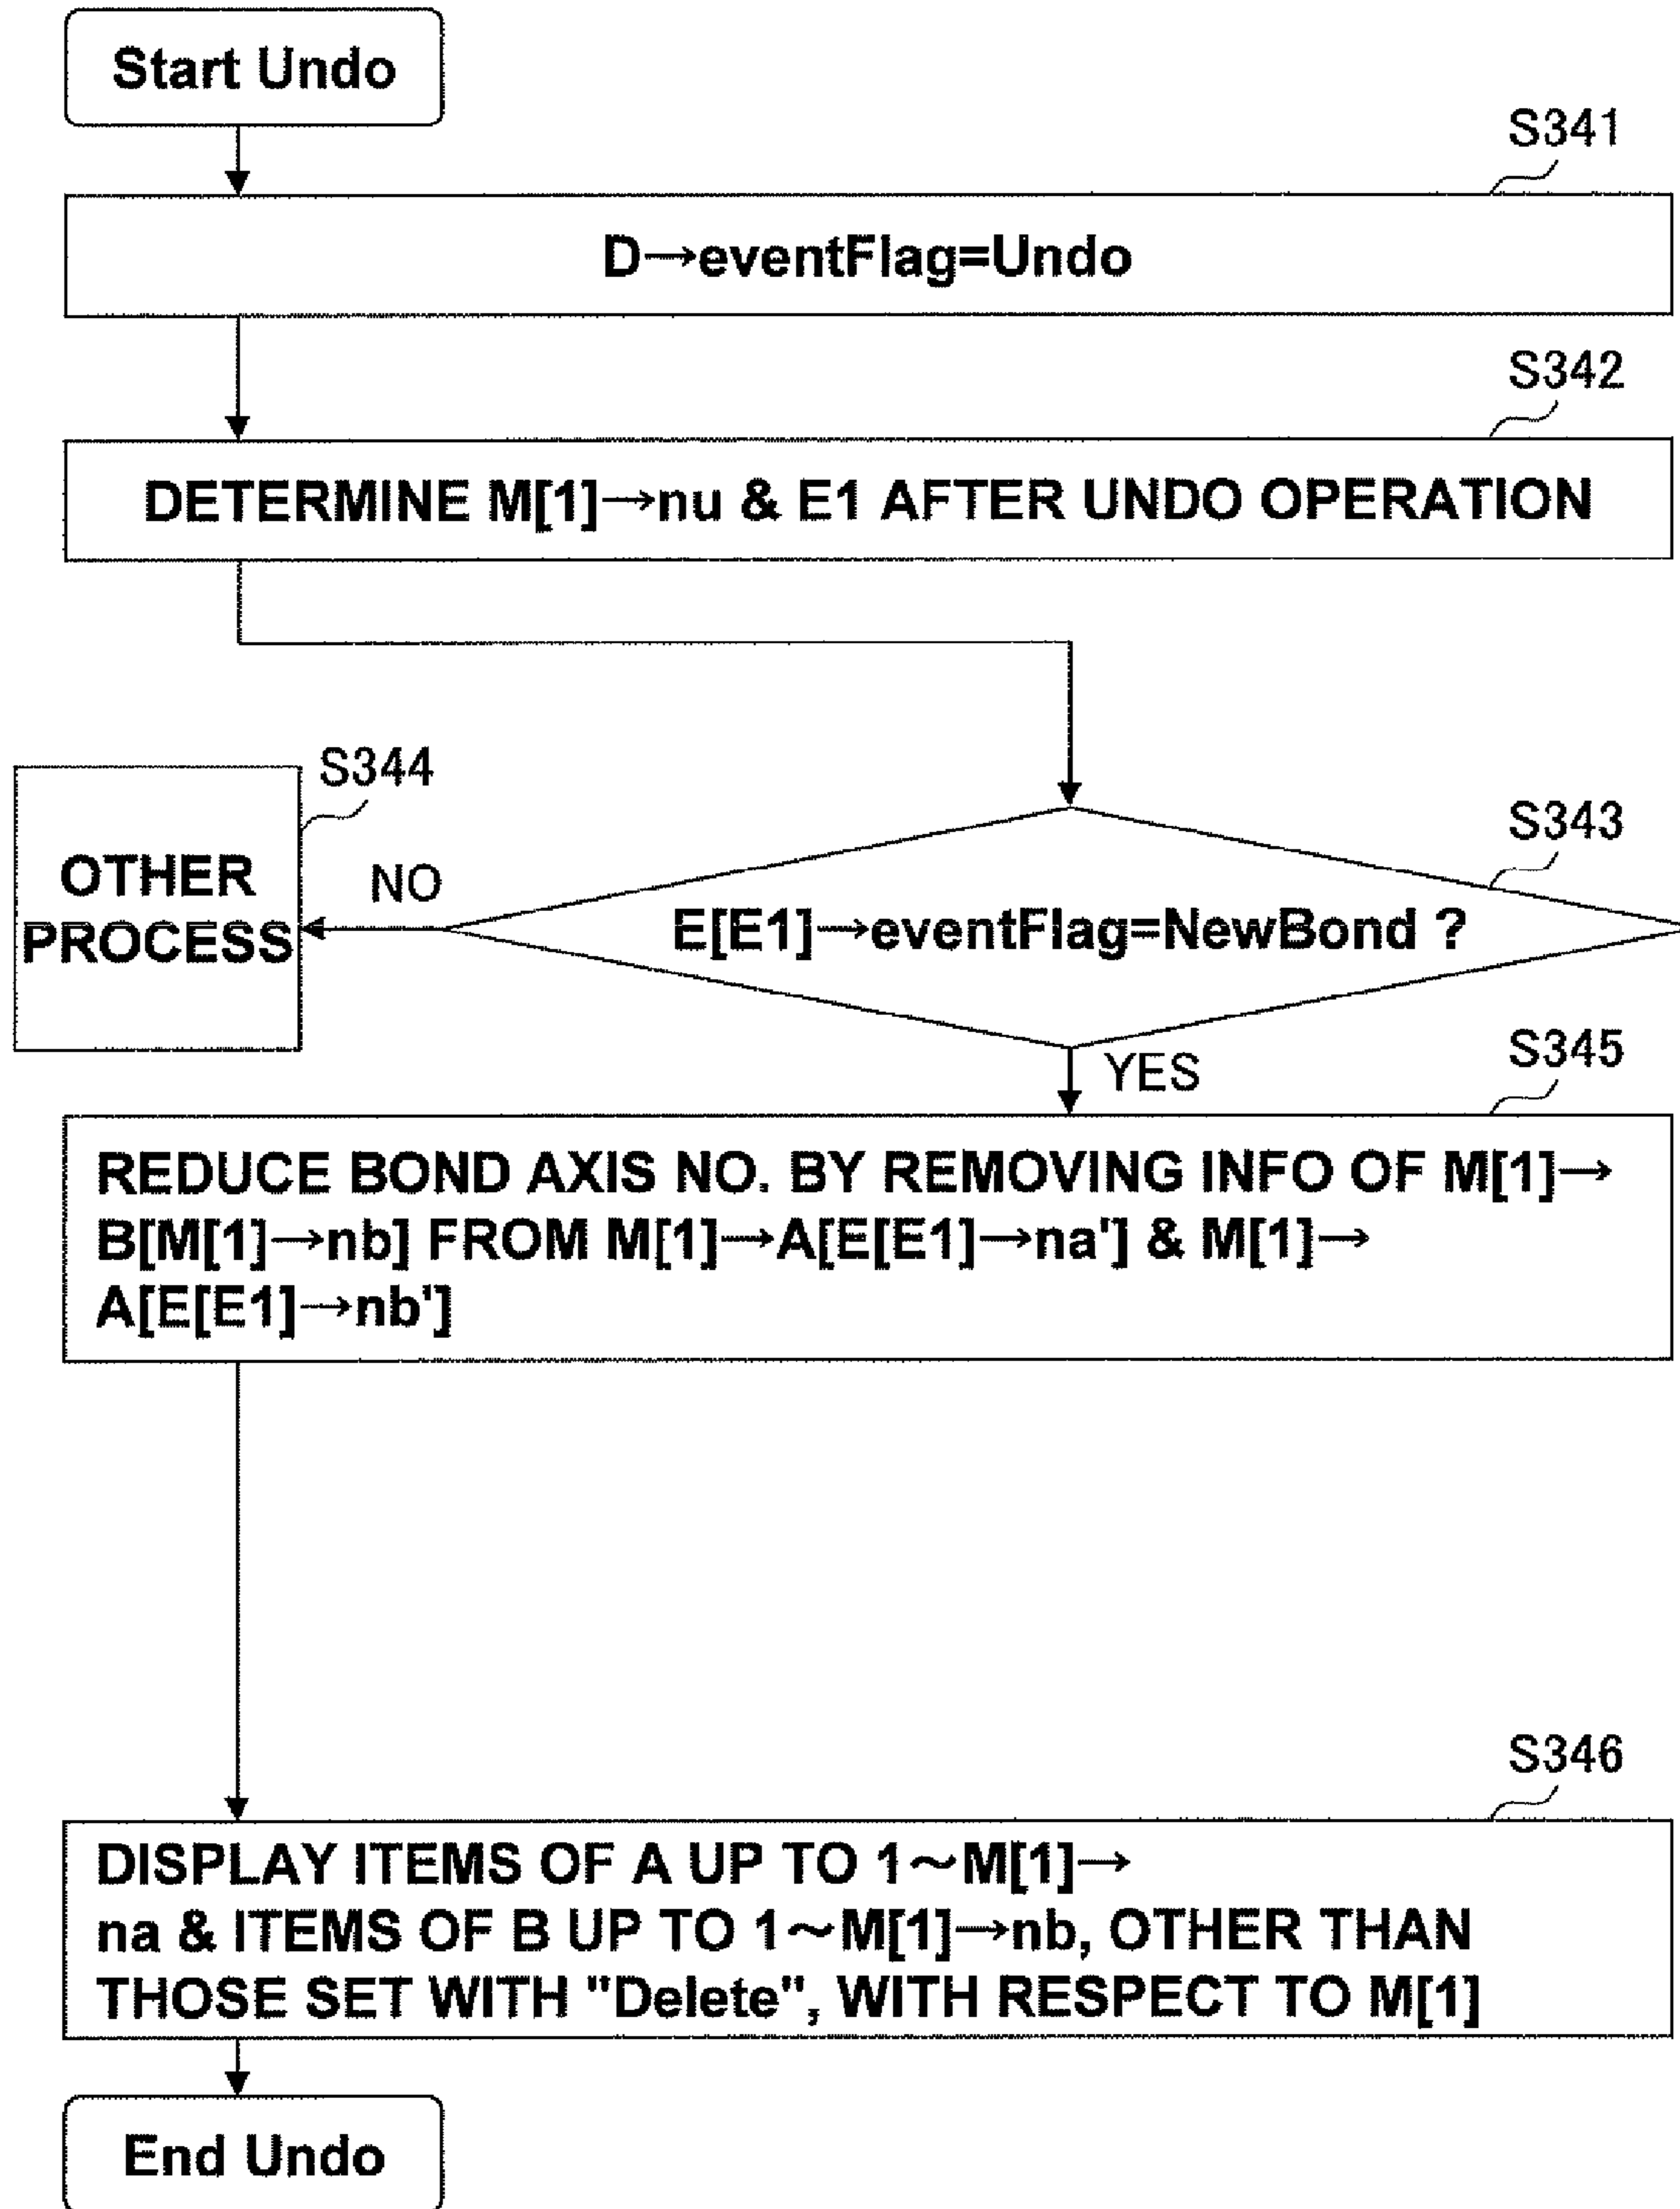 Start Undo
S341
D→eventFlag=Undo
S342
DETERMINE M[1]→nu & E1 AFTER UNDO OPERATION
S344
OTHER
PROCESS
NO
S343
E[E1]→eventFlag=NewBond ?
YES
S345
REDUCE BOND AXIS NO. BY REMOVING INFO OF M[1]→
B[M[1]→nb] FROM M[1]→A[E[E1]→na'] & M[1]→
A[E[E1]→nb']
S346
DISPLAY ITEMS OF A UP TO 1～M[1]→
na & ITEMS OF B UP TO 1～M[1]→nb, OTHER THAN
THOSE SET WITH "Delete", WITH RESPECT TO M[1]
End Undo